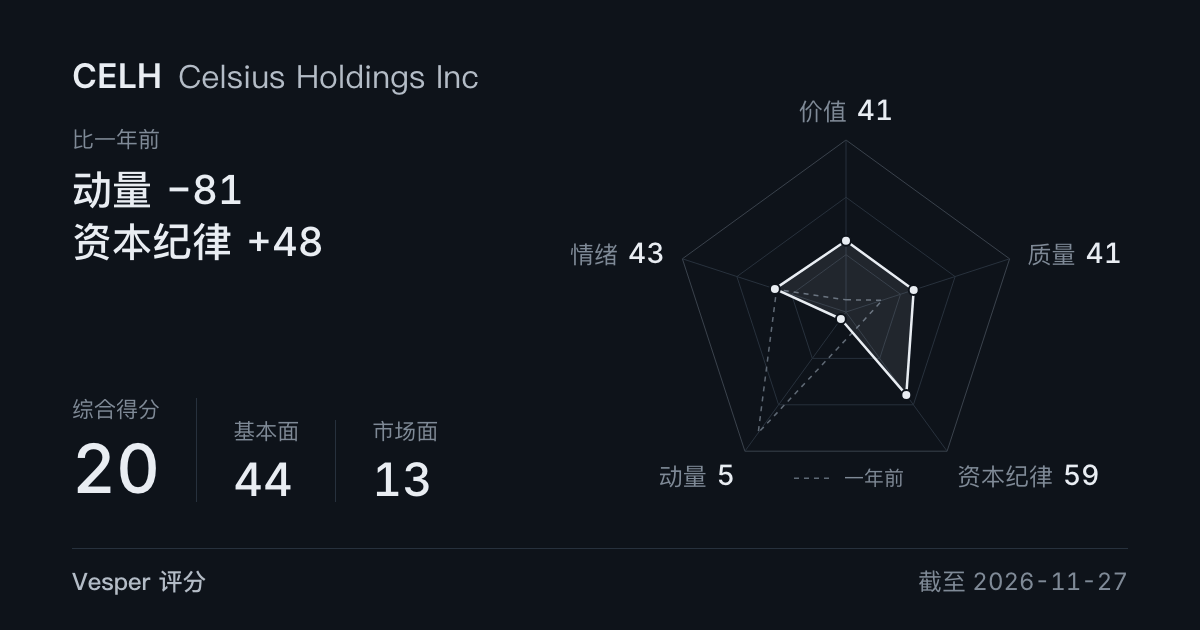 CELH Celsius Holdings Inc
比一年前
动量 −81
资本纪律 +48
价值 41
情绪 43
质量 41
动量 5
一年前
资本纪律 59
综合得分
20
基本面
44
市场面
13
Vesper 评分
截至 2026-11-27